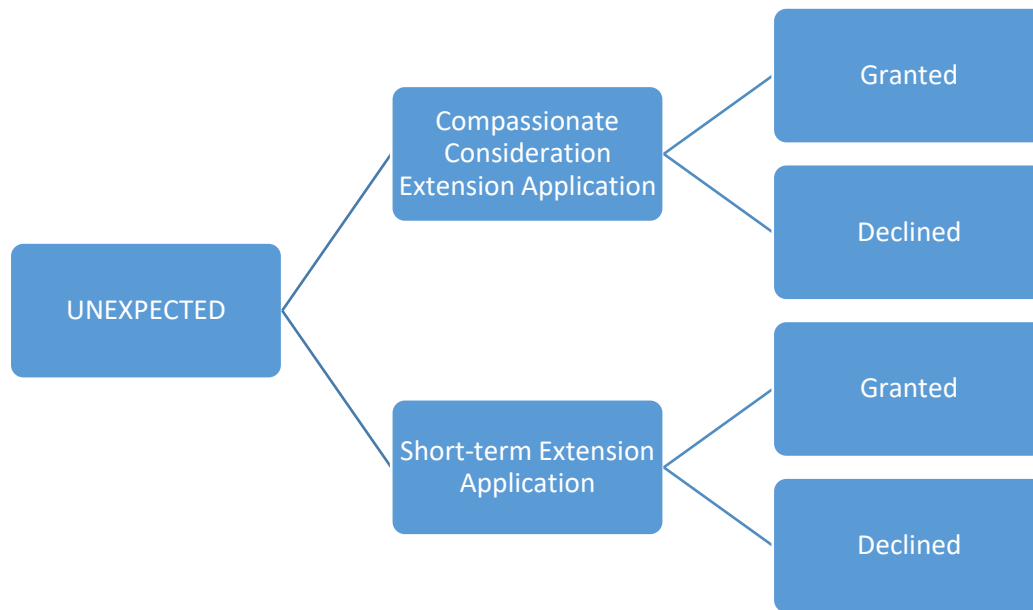 UNEXPECTED
Compassionate
Consideration
Extension Application
Granted
Declined
Short-term Extension
Application
Granted
Declined